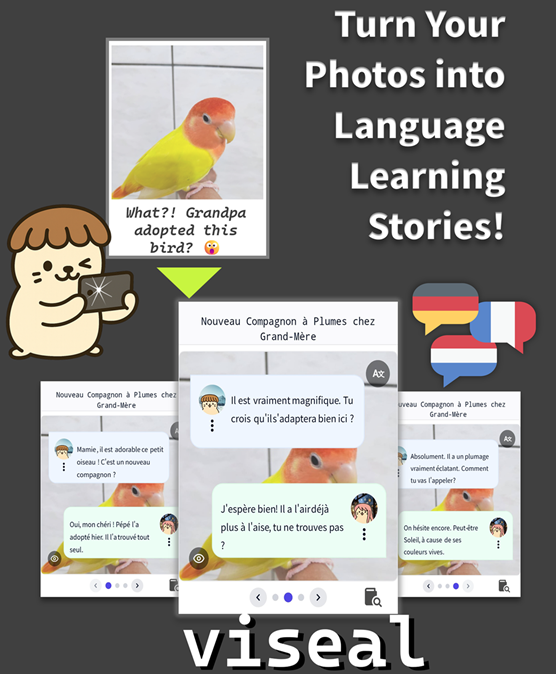 Turn Your
Photos into
Language
Learning
Stories!
What?! Grandpa
adopted this
bird? 😲
Nouveau Compagnon à Plumes chez
Grand-Mère
Mamie, il est adorable ce petit
oiseau ! C'est un nouveau
compagnon ?
Oui, mon chéri ! Pépé l'a
adopté hier. Il l'a trouvé tout
seul.
Nouveau Compagnon à Plumes chez
Grand-Mère
Il est vraiment magnifique. Tu
crois qu'il s'adaptera bien ici ?
J'espère bien! Il a l'air déjà
plus à l'aise, tu ne trouves pas
?
Nouveau Compagnon à Plumes chez
Grand-Mère
Absolument. Il a un plumage
vraiment éclatant. Comment
tu vas l'appeler?
On hésite encore. Peut-être
Soleil, à cause de ses
couleurs vives.
viseal